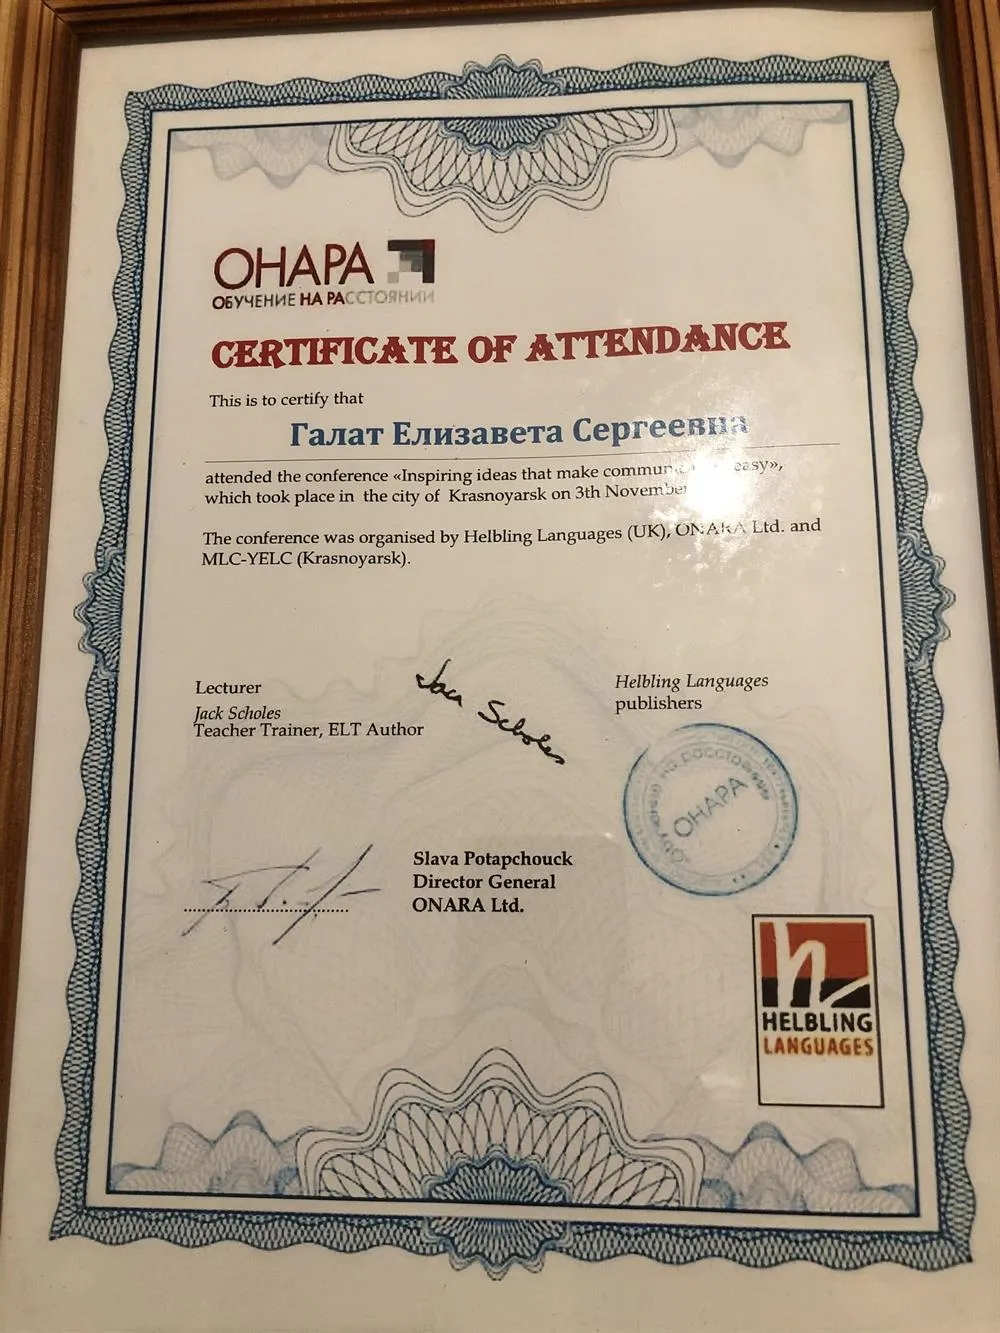 ОНАРА
ОБУЧЕНИЕ НА РАССТОЯНИИ
CERTIFICATE OF ATTENDANCE
This is to certify that
Галат Елизавета Сергеевна
attended the conference «Inspiring ideas that make easy»,
which took place in the city of Krasnoyarsk on 3th November
The conference was organised by Helbling Languages (UK), ONARA Ltd. and
MLC-YELC (Krasnoyarsk).
Lecturer
Jack Scholes
Teacher Trainer, ELT Author
Jack Scholes
Helbling Languages
publishers
ОНАРА
Slava Potapchouck
Director General
ONARA Ltd.
h
HELBLING
LANGUAGES